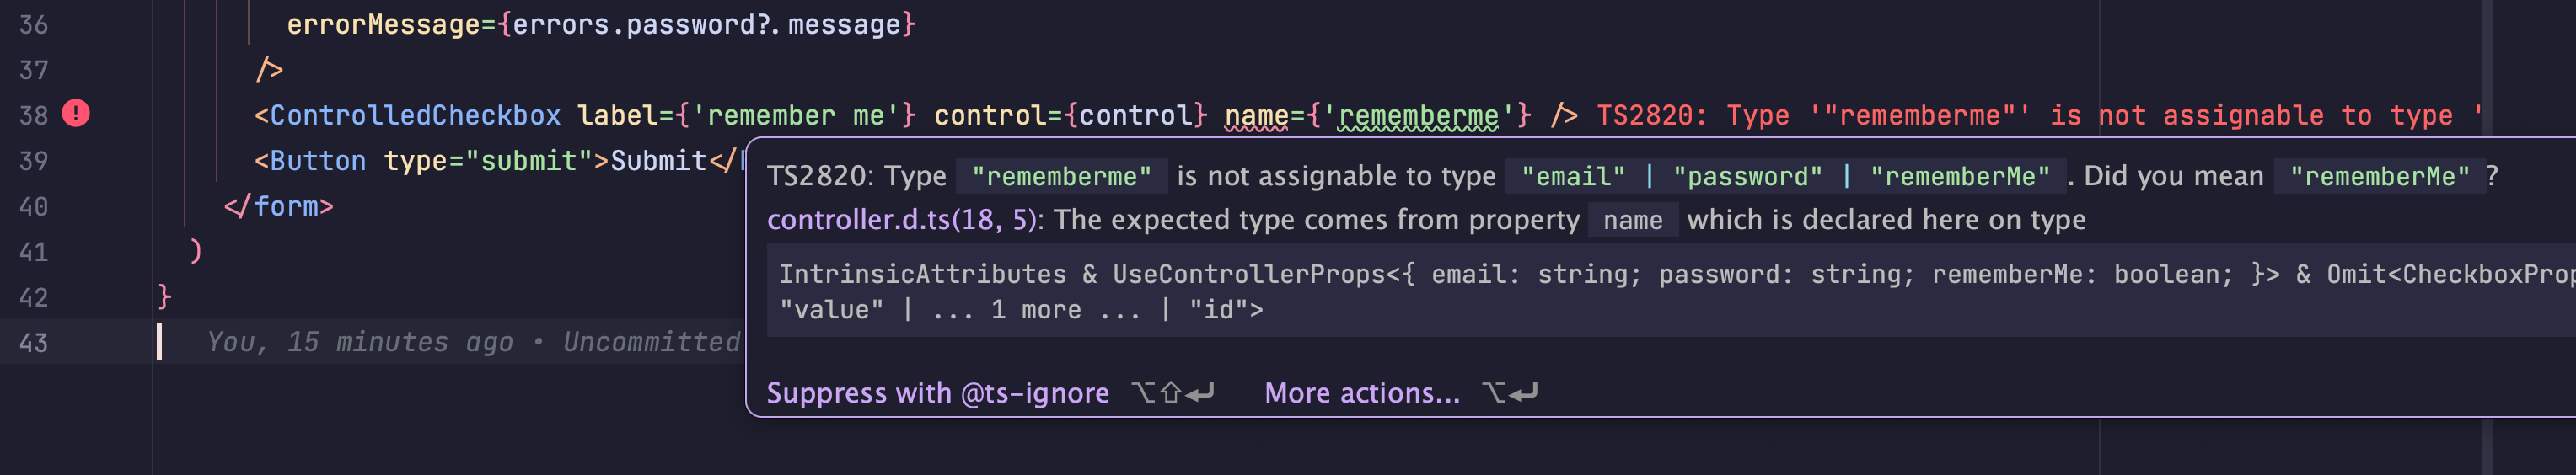 36 errorMessage={errors.password?.message}
37 />
38 <ControlledCheckbox label={'remember me'} control={control} name={'rememberme'} /> TS2820: Type '"rememberme"' is not assignable to type '
39 <Button type="submit">Submit</
40 </form>
41 )
42 }
43 You, 15 minutes ago • Uncommitted
TS2820: Type "rememberme" is not assignable to type "email" | "password" | "rememberMe" . Did you mean "rememberMe" ?
controller.d.ts(18, 5): The expected type comes from property name which is declared here on type
IntrinsicAttributes & UseControllerProps<{ email: string; password: string; rememberMe: boolean; }> & Omit<CheckboxProp
"value" | ... 1 more ... | "id">
Suppress with @ts-ignore ⌥⇧↩ More actions... ⌥↩